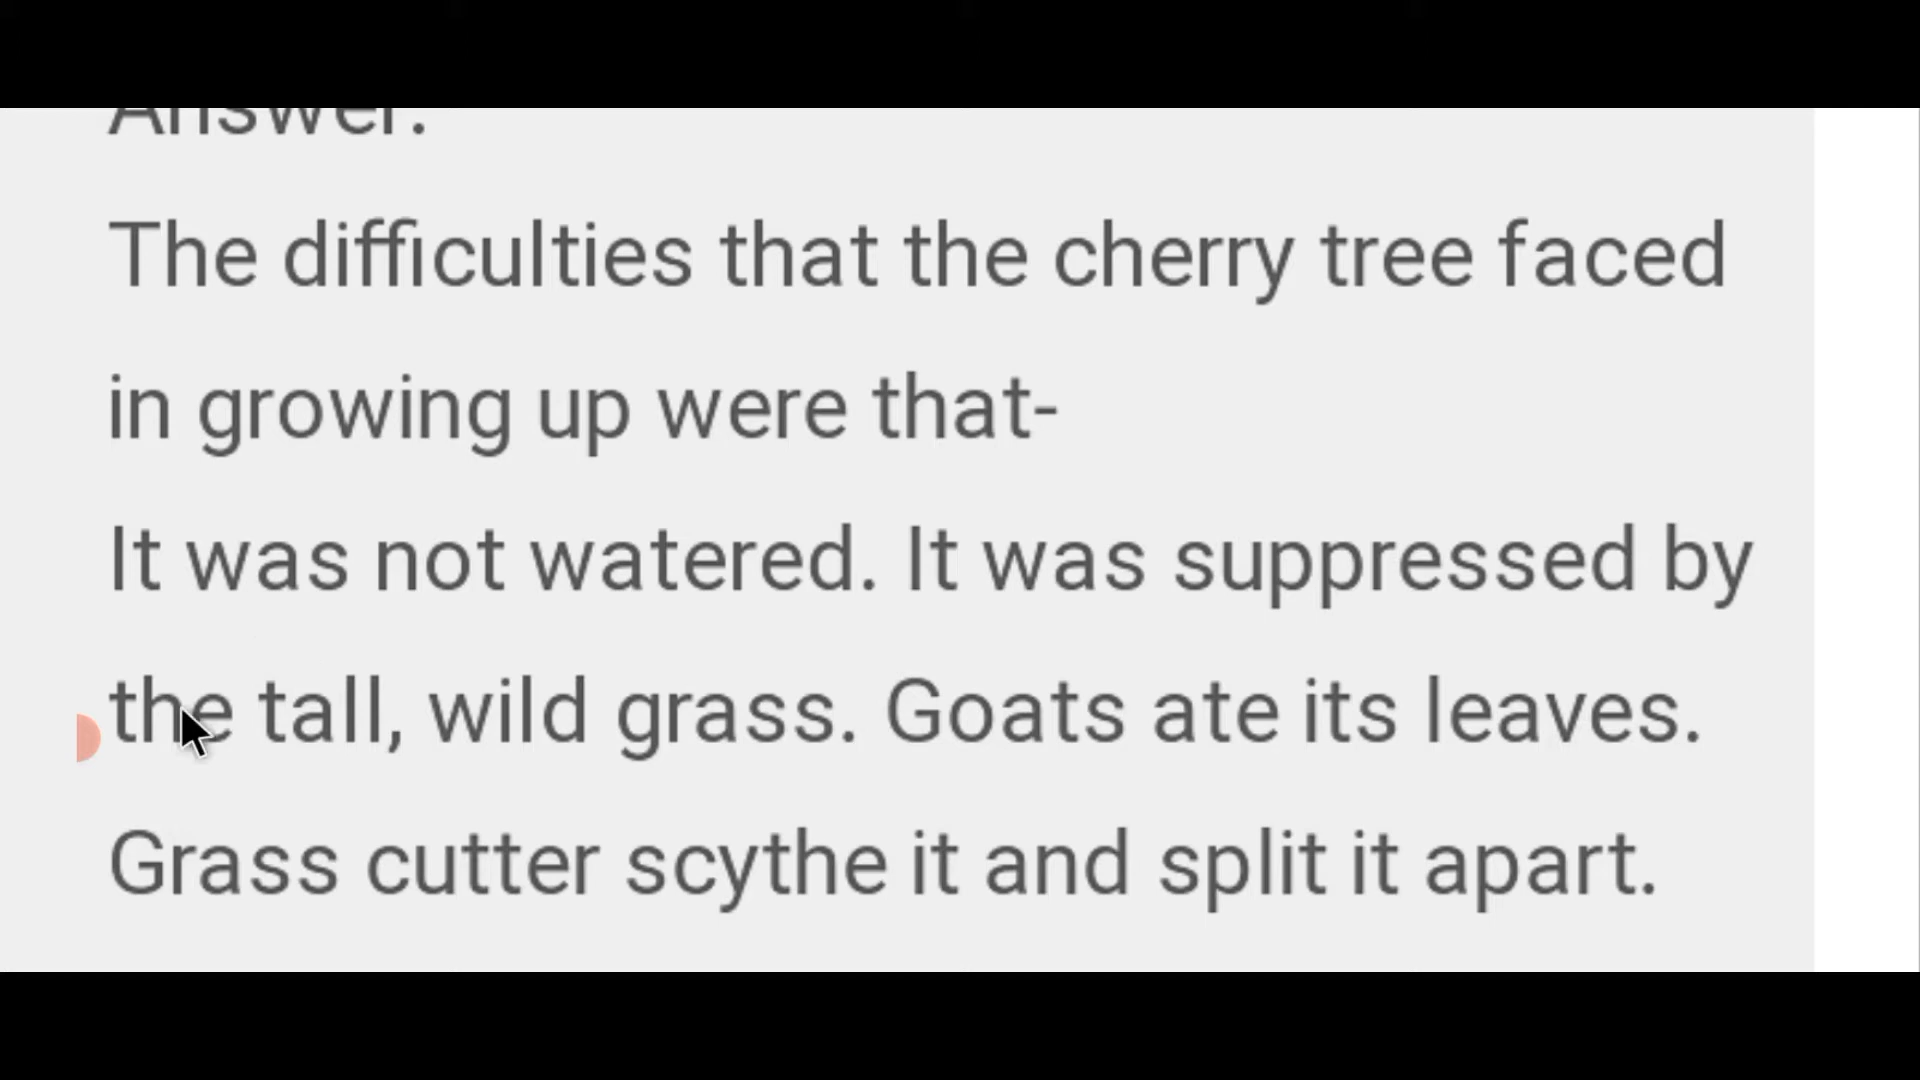 Answer:
The difficulties that the cherry tree faced
in growing up were that-
It was not watered. It was suppressed by
the tall, wild grass. Goats ate its leaves.
Grass cutter scythe it and split it apart.